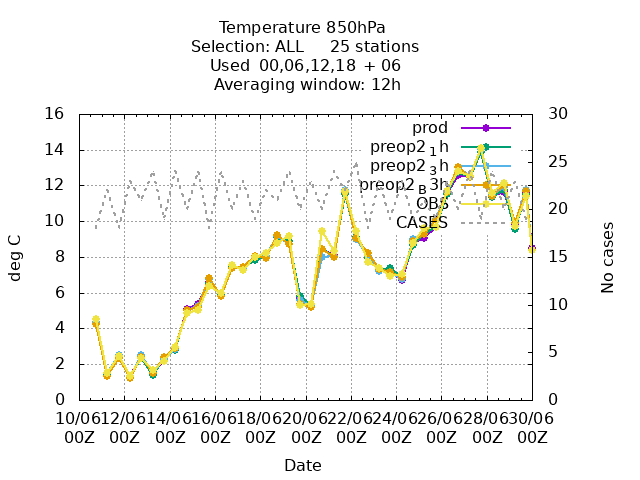 Temperature 850hPa
Selection: ALL 25 stations
Used 00,06,12,18 + 06
Averaging window: 12h
16
14
12
10
8
6
4
2
0
deg C
30
25
20
15
10
5
0
No cases
prod
preop2_1h
preop2_3h
preop2_B3h
OBS
CASES
10/06 12/06 14/06 16/06 18/06 20/06 22/06 24/06 26/06 28/06 30/06
00Z 00Z 00Z 00Z 00Z 00Z 00Z 00Z 00Z 00Z 00Z
Date